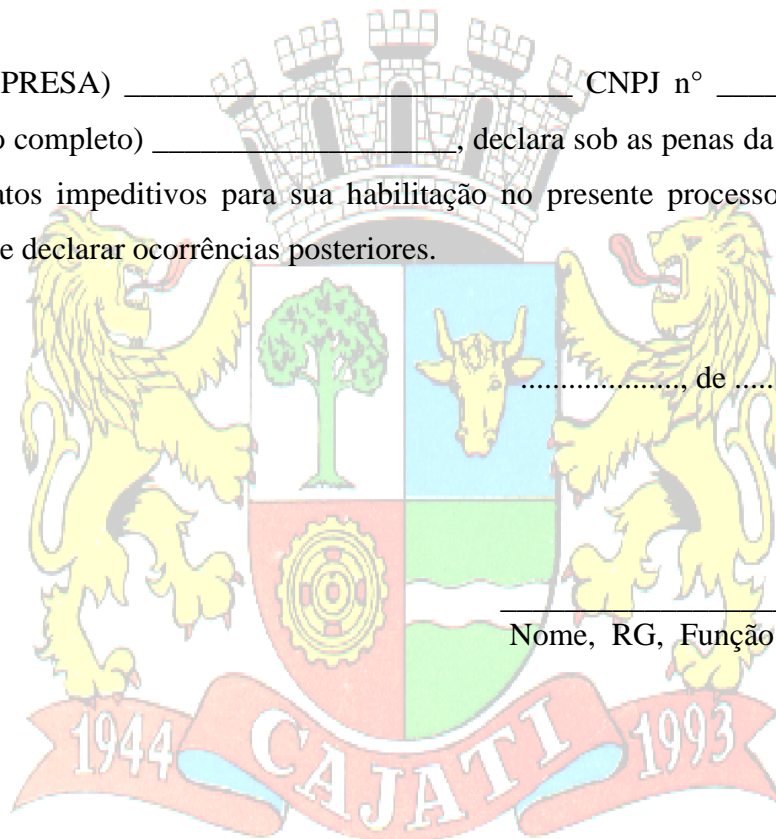 PRESA) ____________________________ CNPJ n° ____
o completo) ___________________, declara sob as penas da
atos impeditivos para sua habilitação no presente processo
e declarar ocorrências posteriores.
...................., de .....
__________________
Nome, RG, Função
1944 CAJATI 1993